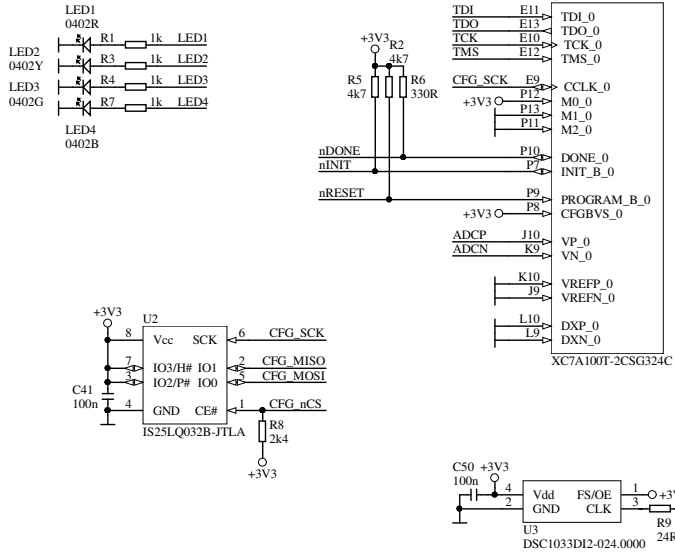 LED1
0402R
LED2
0402Y
LED3
0402G
LED4
0402B
R1 1k LED1
R3 1k LED2
R4 1k LED3
R7 1k LED4
+3V3
R2
4k7
R5
4k7
R6
330R
TDI E11 TDI_0
TDO E13 TDO_0
TCK E10 TCK_0
TMS E12 TMS_0
CFG_SCK E9 CCLK_0
+3V3 P12 M0_0
P13 M1_0
P11 M2_0
nDONE P10 DONE_0
nINIT P7 INIT_B_0
nRESET P9 PROGRAM_B_0
+3V3 P8 CFGBVS_0
ADCP J10 VP_0
ADCN K9 VN_0
K10 VREFP_0
J9 VREFN_0
L10 DXP_0
L9 DXN_0
XC7A100T-2CSG324C
+3V3
U2
8 Vcc SCK 6 CFG_SCK
7 IO3/H# IO1 2 CFG_MISO
3 IO2/P# IO0 5 CFG_MOSI
4 GND CE# 1 CFG_nCS
C41
100n
IS25LQ032B-JTLA
R8
2k4
+3V3
C50
100n
+3V3
4 Vdd FS/OE 1 +3V
2 GND CLK 3
R9
24R
U3
DSC1033DI2-024.0000